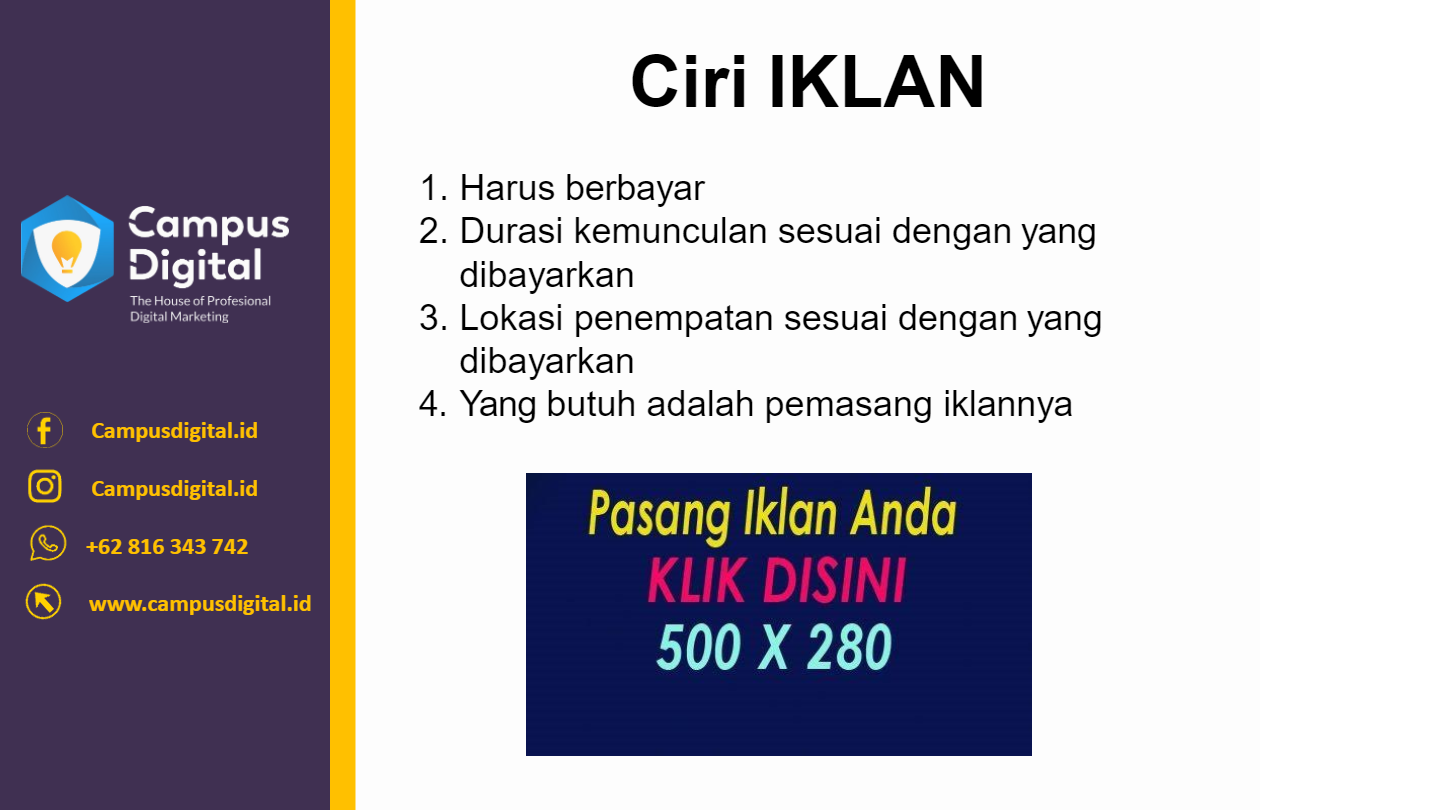 Campus
Digital
The House of Profesional
Digital Marketing
Campusdigital.id
Campusdigital.id
+62 816 343 742
www.campusdigital.id
Ciri IKLAN
1. Harus berbayar
2. Durasi kemunculan sesuai dengan yang
dibayarkan
3. Lokasi penempatan sesuai dengan yang
dibayarkan
4. Yang butuh adalah pemasang iklannya
Pasang Iklan Anda
KLIK DISINI
500 X 280